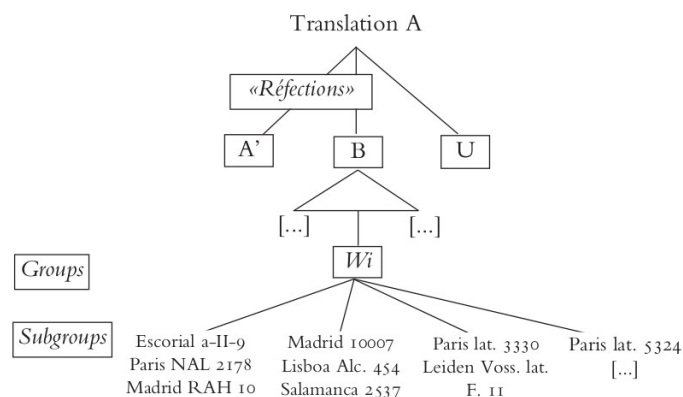 Translation A
«Réfections»
A’ B U
[...] [...]
Wi
Groups
Subgroups
Escorial a-II-9
Paris NAL 2178
Madrid RAH 10
Madrid 10007
Lisboa Alc. 454
Salamanca 2537
Paris lat. 3330
Leiden Voss. lat.
F. 11
Paris lat. 5324
[...]